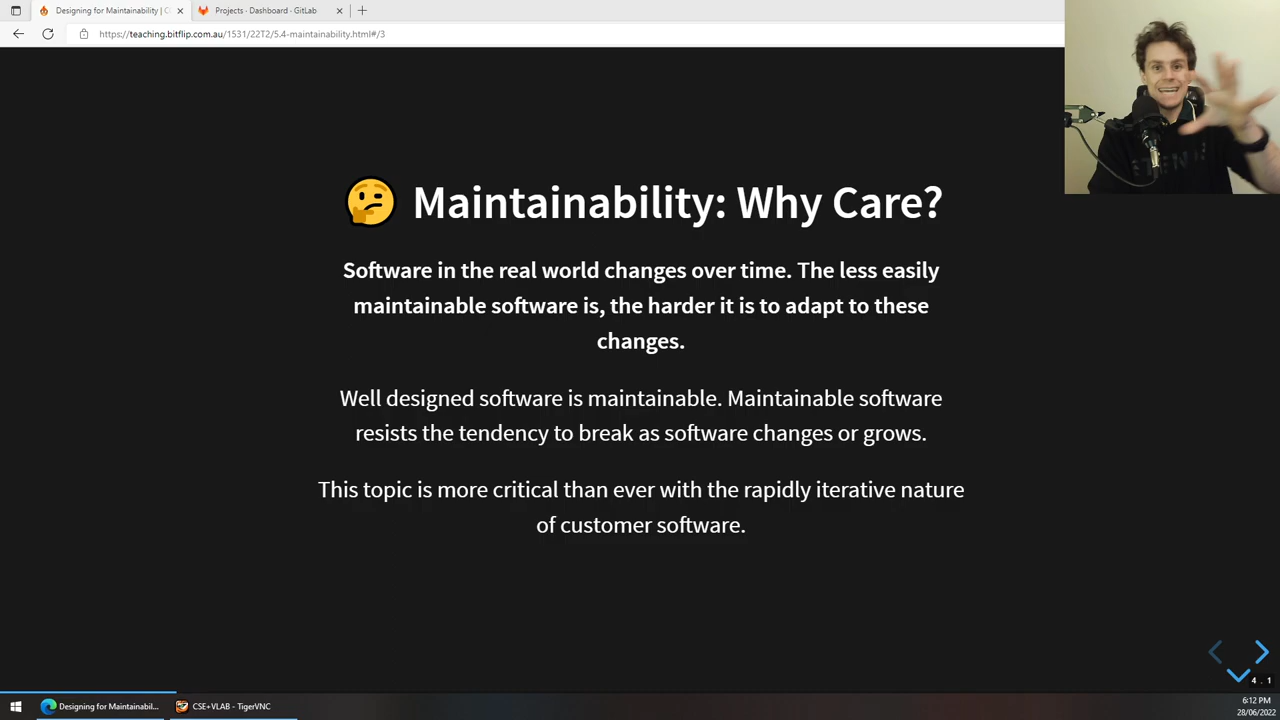 Designing for Maintainability | C
Projects · Dashboard · GitLab
https://teaching.bitflip.com.au/1531/22T2/5.4-maintainability.html#/3
🤔 Maintainability: Why Care?
Software in the real world changes over time. The less easily
maintainable software is, the harder it is to adapt to these
changes.
Well designed software is maintainable. Maintainable software
resists the tendency to break as software changes or grows.
This topic is more critical than ever with the rapidly iterative nature
of customer software.
4 . 1
Designing for Maintainabil...
CSE+VLAB - TigerVNC
6:12 PM
28/06/2022